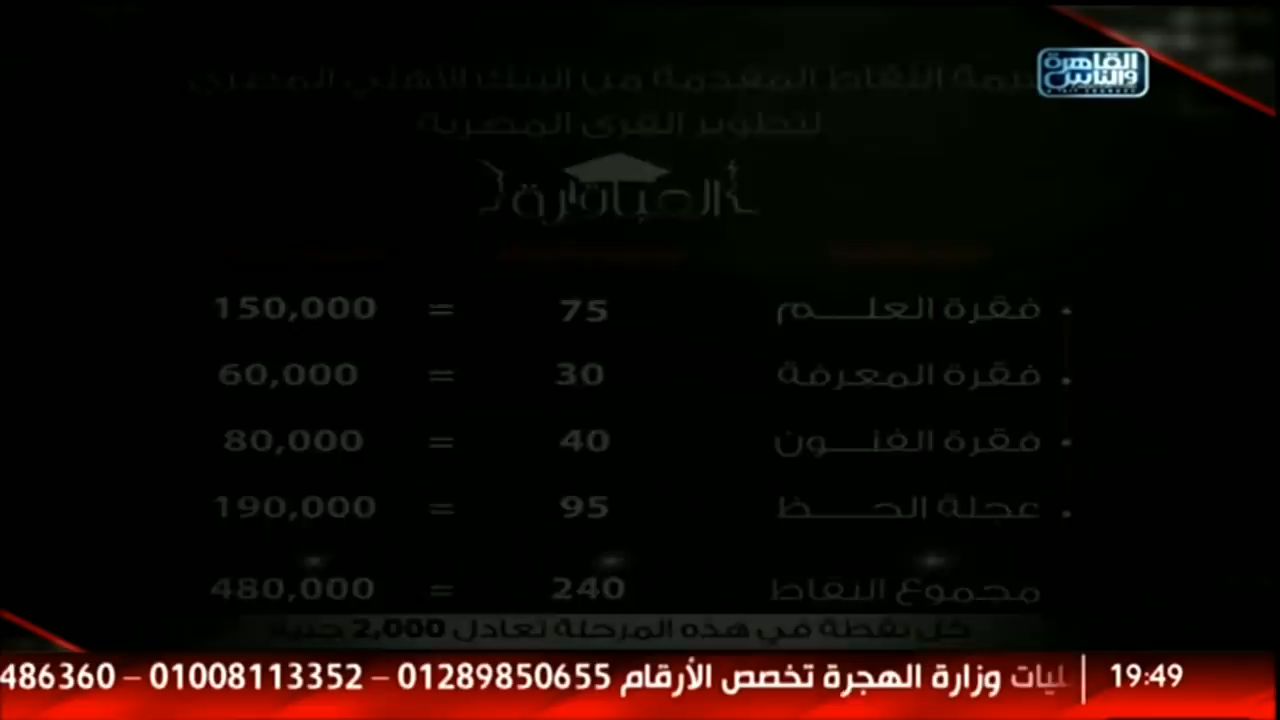 القاهرة والناس
قيمة النقاط المقدمة من البنك الأهلي المصري
لتطوير القرى المصرية
العباقرة
• فقرة العلم 75 = 150,000
• فقرة المعرفة 30 = 60,000
• فقرة الفنون 40 = 80,000
• عجلة الحظ 95 = 190,000
مجموع النقاط 240 = 480,000
كل نقطة في هذه المرحلة تعادل 2,000 جنيه
19:49 ليات وزارة الهجرة تخصص الأرقام 01289850655 – 01008113352 – 486360